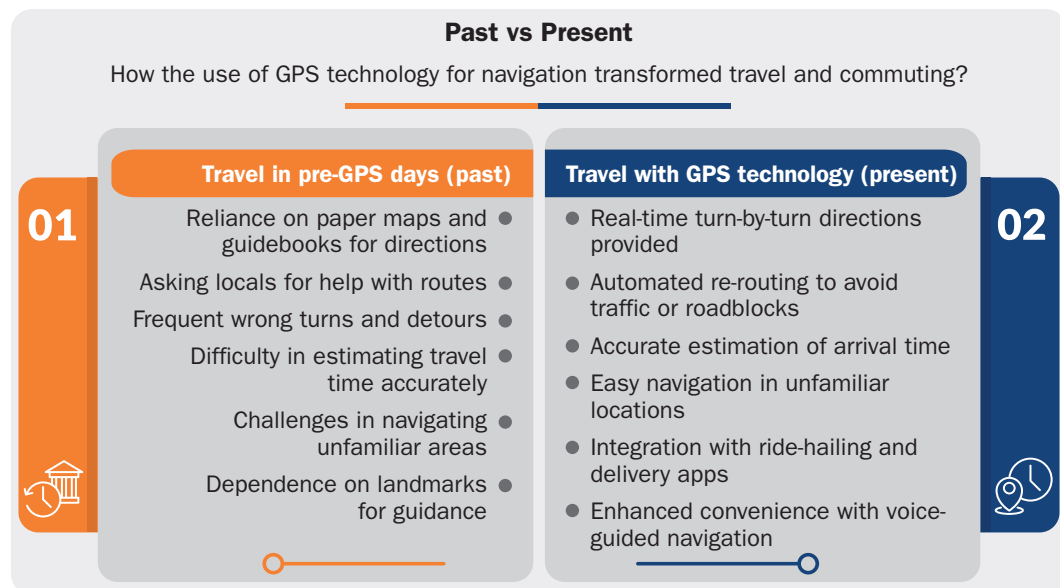 Past vs Present
How the use of GPS technology for navigation transformed travel and commuting?
01
Travel in pre-GPS days (past)
Reliance on paper maps and
guidebooks for directions
Asking locals for help with routes
Frequent wrong turns and detours
Difficulty in estimating travel
time accurately
Challenges in navigating
unfamiliar areas
Dependence on landmarks
for guidance
Travel with GPS technology (present)
Real-time turn-by-turn directions
provided
Automated re-routing to avoid
traffic or roadblocks
Accurate estimation of arrival time
Easy navigation in unfamiliar
locations
Integration with ride-hailing and
delivery apps
Enhanced convenience with voice-
guided navigation
02